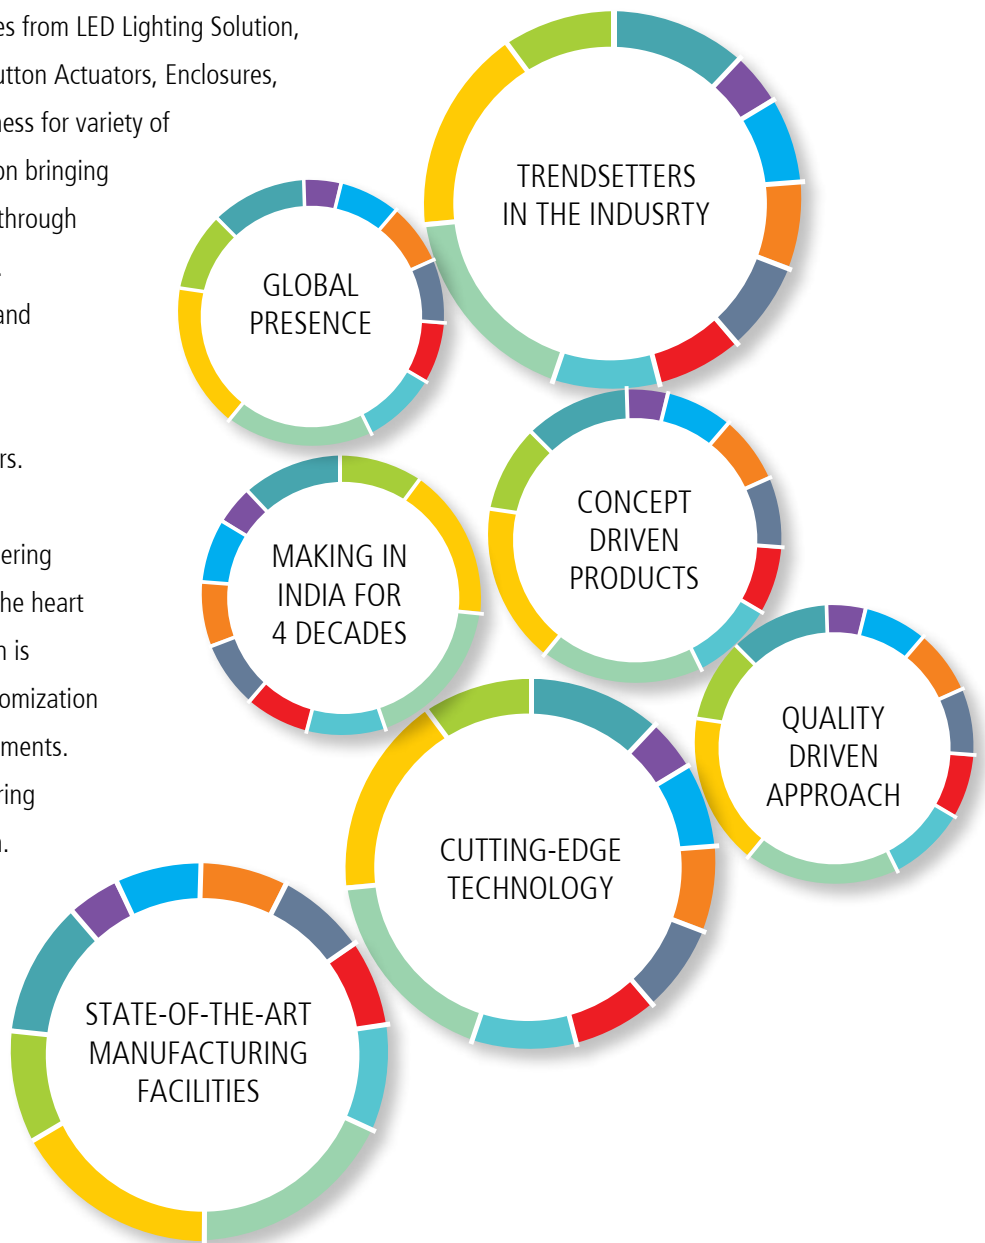 es from LED Lighting Solution,
utton Actuators, Enclosures,
ness for variety of
on bringing
through
and
rs.
ering
he heart
n is
omization
ments.
ring
.
TRENDSETTERS
IN THE INDUSRTY
GLOBAL
PRESENCE
CONCEPT
DRIVEN
PRODUCTS
MAKING IN
INDIA FOR
4 DECADES
QUALITY
DRIVEN
APPROACH
CUTTING-EDGE
TECHNOLOGY
STATE-OF-THE-ART
MANUFACTURING
FACILITIES